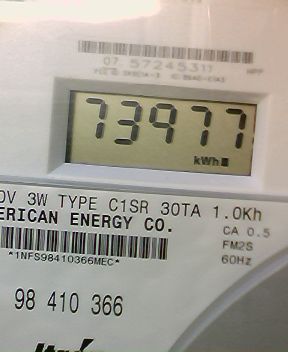 07: 57245311
73977
kWh
0V 3W TYPE C1SR 30TA 1.0Kh
ERICAN ENERGY CO.
CA 0.5
FM2S
*1NFS98410366MEC*
60Hz
98 410 366